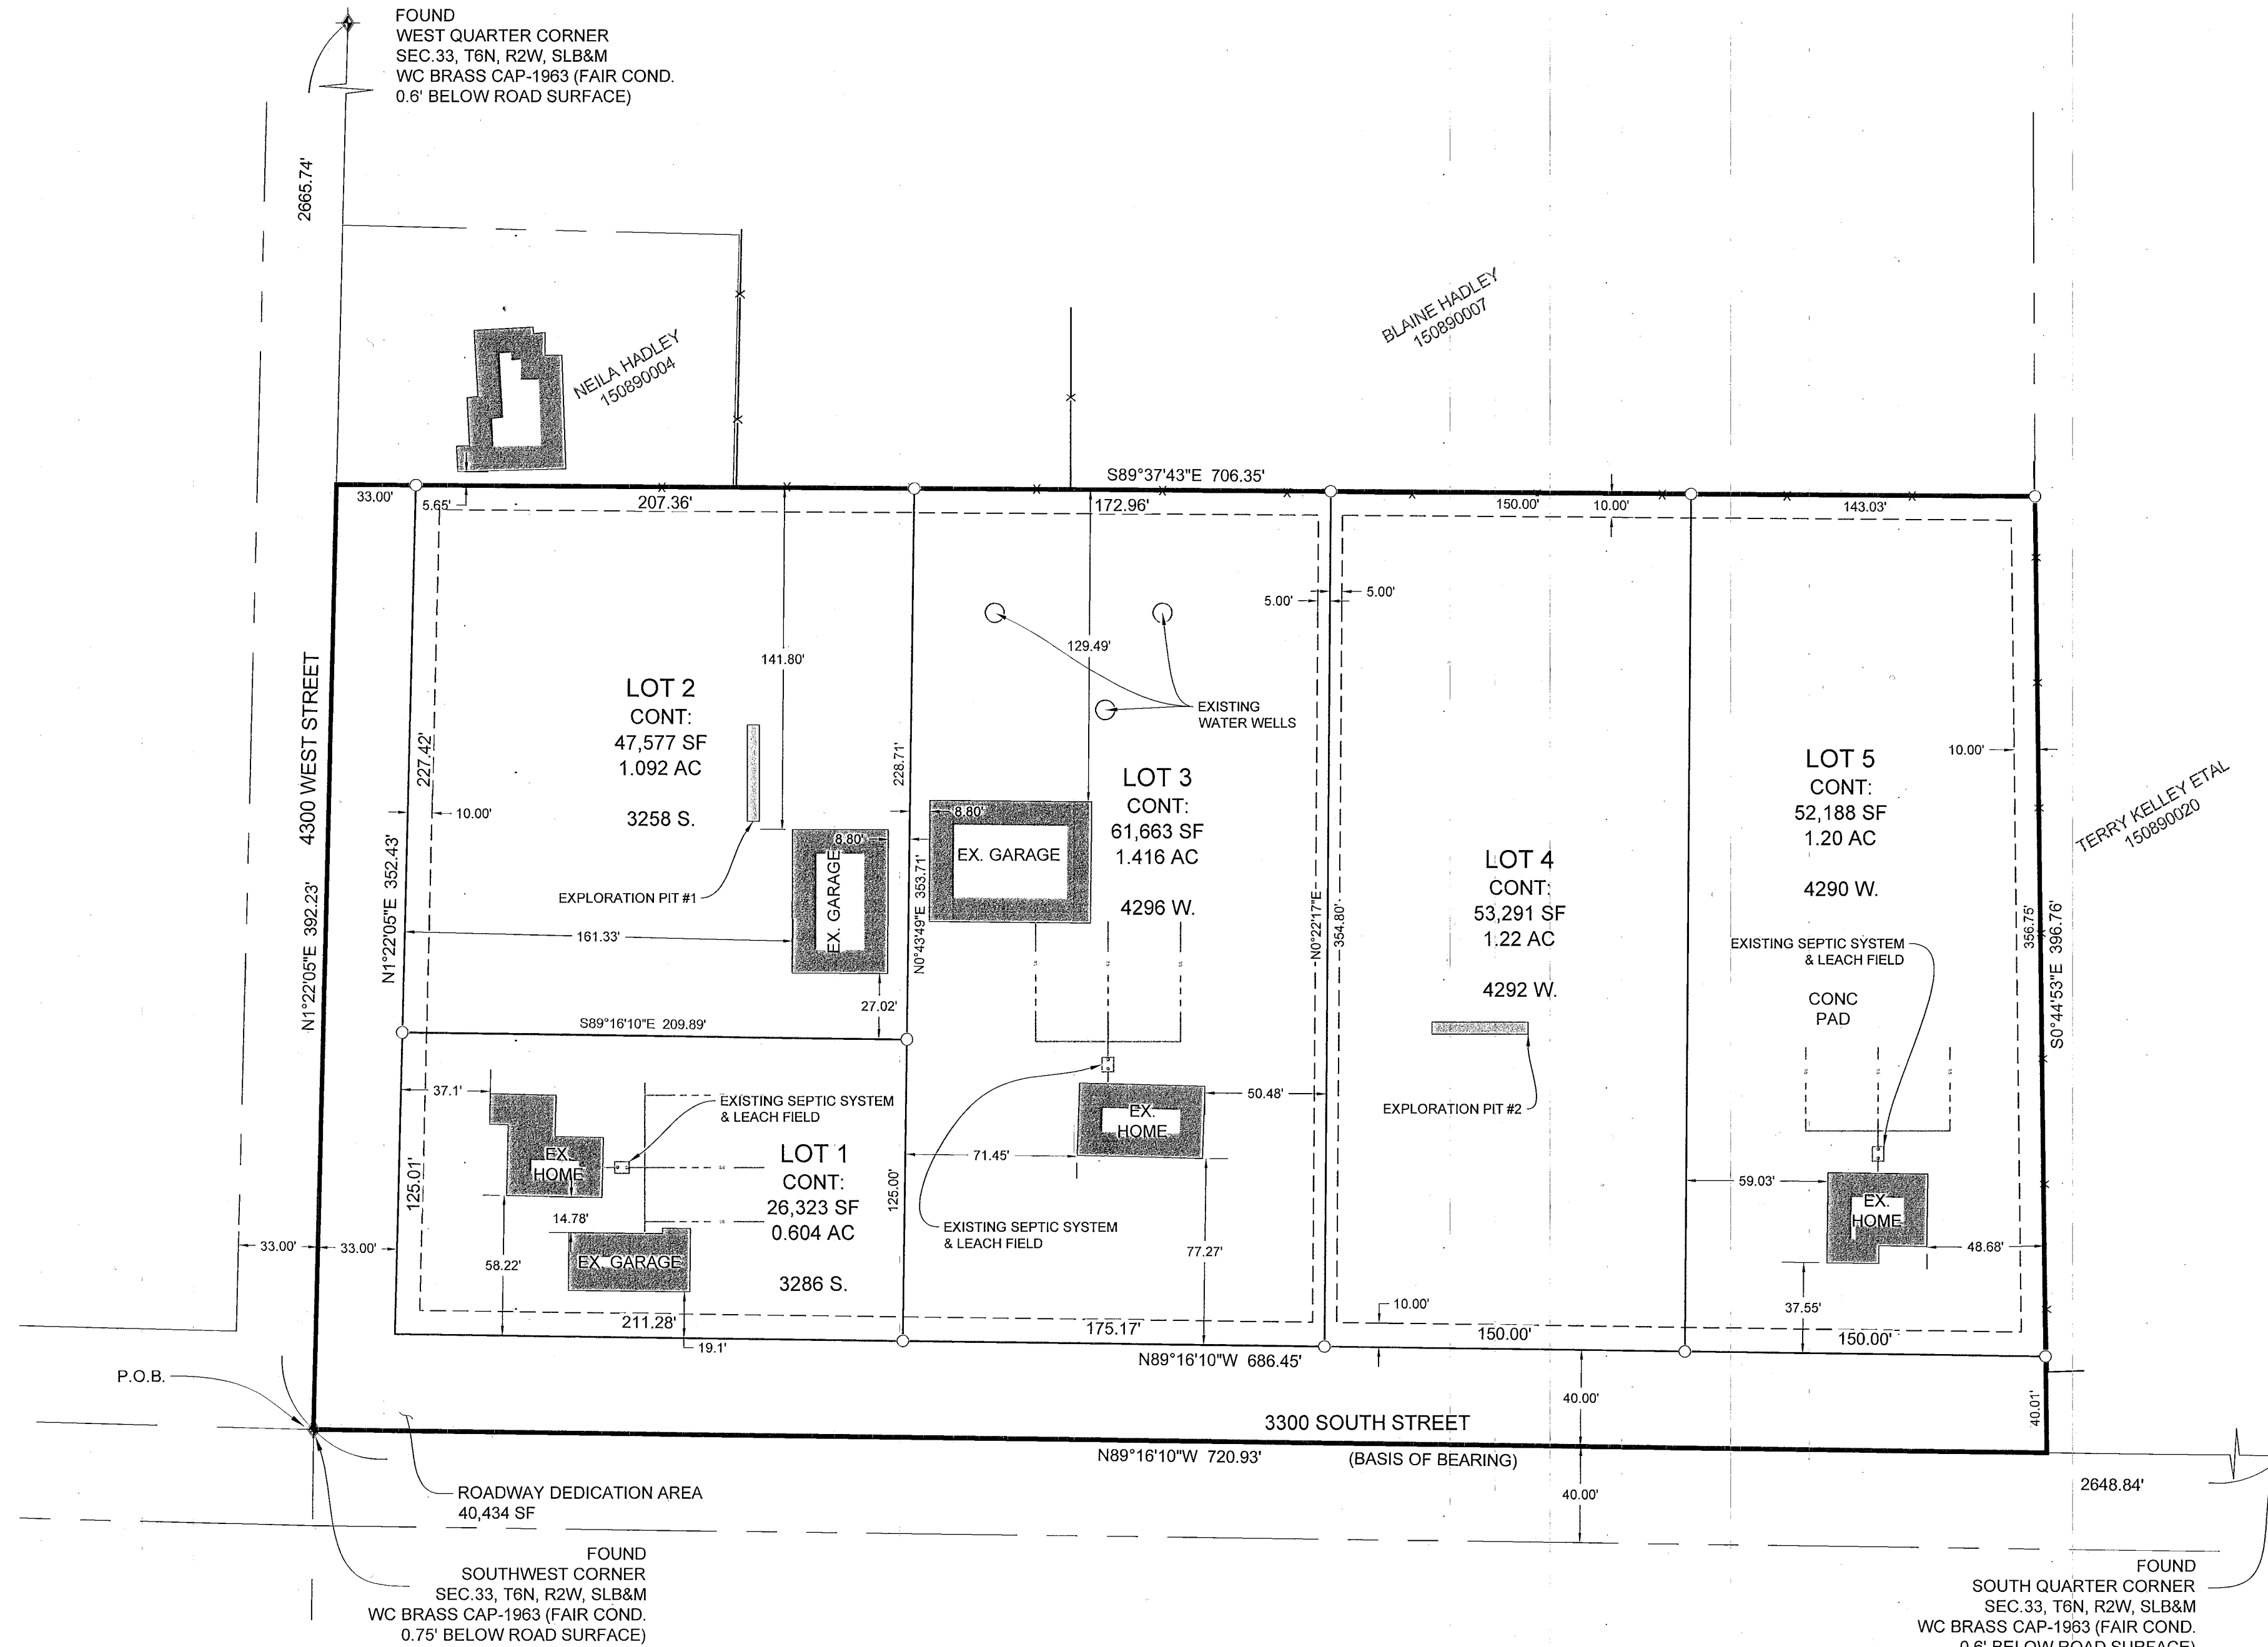 FOUND
WEST QUARTER CORNER
SEC.33, T6N, R2W, SLB&M
WC BRASS CAP-1963 (FAIR COND.
0.6' BELOW ROAD SURFACE)
2665.74'
NEILA HADLEY
150890004
BLAINE HADLEY
150890007
S89°37'43"E 706.35'
33.00'
5.65'
207.36'
172.96'
150.00'
10.00'
143.03'
5.00'
5.00'
129.49'
141.80'
EXISTING
WATER WELLS
4300 WEST STREET
N1°22'05"E 392.23'
227.42'
N1°22'05"E 352.43'
10.00'
LOT 2
CONT:
47,577 SF
1.092 AC
3258 S.
EXPLORATION PIT #1
161.33'
8.80'
EX. GARAGE
27.02'
228.71'
N0°43'49"E 353.71'
8.80'
EX. GARAGE
LOT 3
CONT:
61,663 SF
1.416 AC
4296 W.
N0°22'17"E
354.80'
LOT 4
CONT:
53,291 SF
1.22 AC
4292 W.
EXPLORATION PIT #2
LOT 5
CONT:
52,188 SF
1.20 AC
4290 W.
10.00'
EXISTING SEPTIC SYSTEM
& LEACH FIELD
CONC
PAD
356.75'
S0°44'53"E 396.76'
TERRY KELLEY ETAL
150890020
S89°16'10"E 209.89'
37.1'
EX.
HOME
EXISTING SEPTIC SYSTEM
& LEACH FIELD
LOT 1
CONT:
26,323 SF
0.604 AC
3286 S.
125.01'
14.78'
58.22'
EX. GARAGE
125.00'
71.45'
EX.
HOME
50.48'
EXISTING SEPTIC SYSTEM
& LEACH FIELD
77.27'
59.03'
EX.
HOME
48.68'
37.55'
33.00'
33.00'
211.28'
19.1'
175.17'
10.00'
150.00'
150.00'
N89°16'10"W 686.45'
P.O.B.
40.00'
40.01'
3300 SOUTH STREET
N89°16'10"W 720.93'
(BASIS OF BEARING)
40.00'
2648.84'
ROADWAY DEDICATION AREA
40,434 SF
FOUND
SOUTHWEST CORNER
SEC.33, T6N, R2W, SLB&M
WC BRASS CAP-1963 (FAIR COND.
0.75' BELOW ROAD SURFACE)
FOUND
SOUTH QUARTER CORNER
SEC.33, T6N, R2W, SLB&M
WC BRASS CAP-1963 (FAIR COND.
0.6' BELOW ROAD SURFACE)